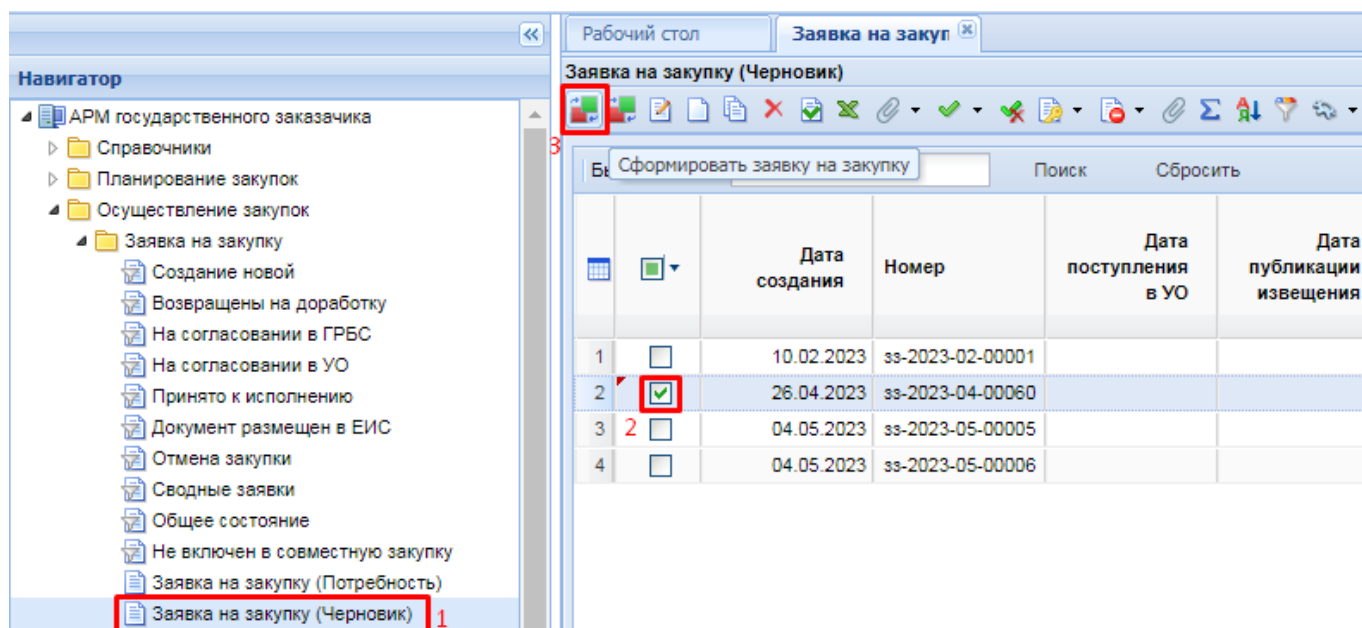 Рабочий стол
Заявка на закуп
Навигатор
Заявка на закупку (Черновик)
АРМ государственного заказачика
Справочники
3
Планирование закупок
Сформировать заявку на закупку
Поиск
Сбросить
Осуществление закупок
Заявка на закупку
Создание новой
Возвращены на доработку
На согласовании в ГРБС
На согласовании в УО
Принято к исполнению
Документ размещен в ЕИС
Отмена закупки
Сводные заявки
Общее состояние
Не включен в совместную закупку
Заявка на закупку (Потребность)
Заявка на закупку (Черновик) 1
Дата
создания
Номер
Дата
поступления
в УО
Дата
публикации
извещения
1 10.02.2023 ss-2023-02-00001
2 26.04.2023 ss-2023-04-00060
3 2 04.05.2023 ss-2023-05-00005
4 04.05.2023 ss-2023-05-00006